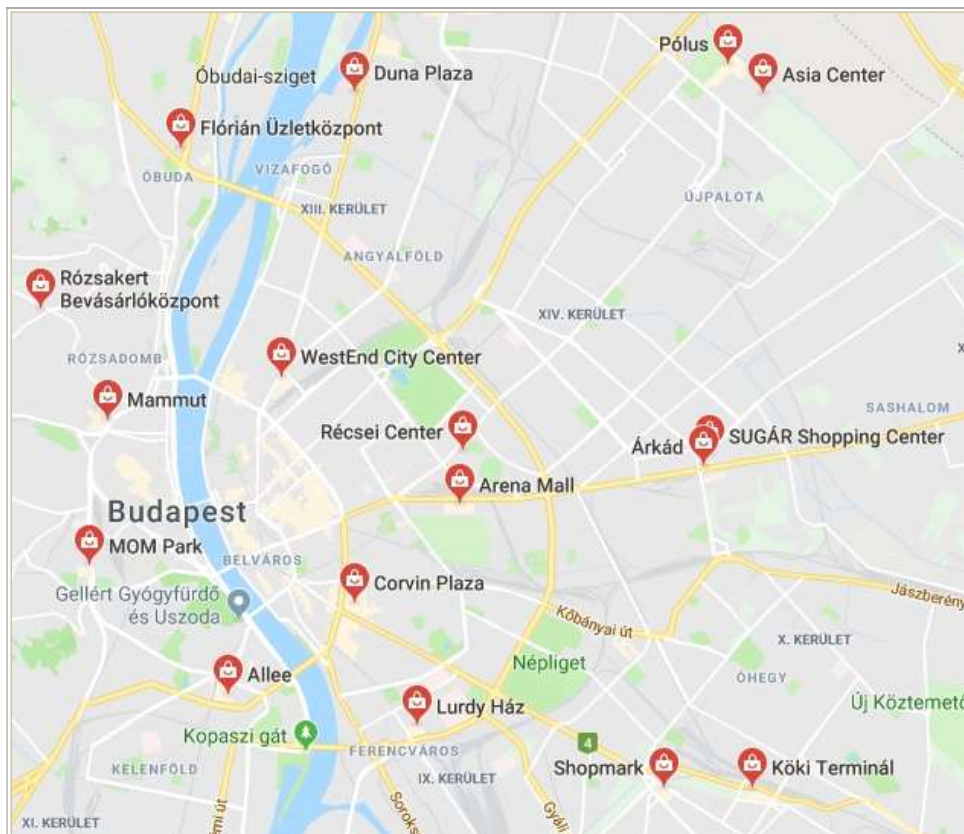 Pólus
Óbudai-sziget
Duna Plaza
Asia Center
Flórián Üzletközpont
ÓBUDA
VIZAFOGÓ
XIII. KERÜLET
ÚJPALOTA
ANGYALFÖLD
Rózsakert
Bevásárlóközpont
XIV. KERÜLET
RÓZSADOMB
WestEnd City Center
Mammut
SASHALOM
Récsei Center
Árkád
SUGÁR Shopping Center
Arena Mall
Budapest
MOM Park
BELVÁROS
Corvin Plaza
Gellért Gyógyfürdő
és Uszoda
Jászberény
Kőbányai út
X. KERÜLET
Népliget
ÓHEGY
Allee
Új Köztemető
Lurdy Ház
Kopaszi gát
4
FERENCVÁROS
KELENFÖLD
IX. KERÜLET
Shopmark
Köki Terminál
Soroks
Gyáli
XI. KERÜLET